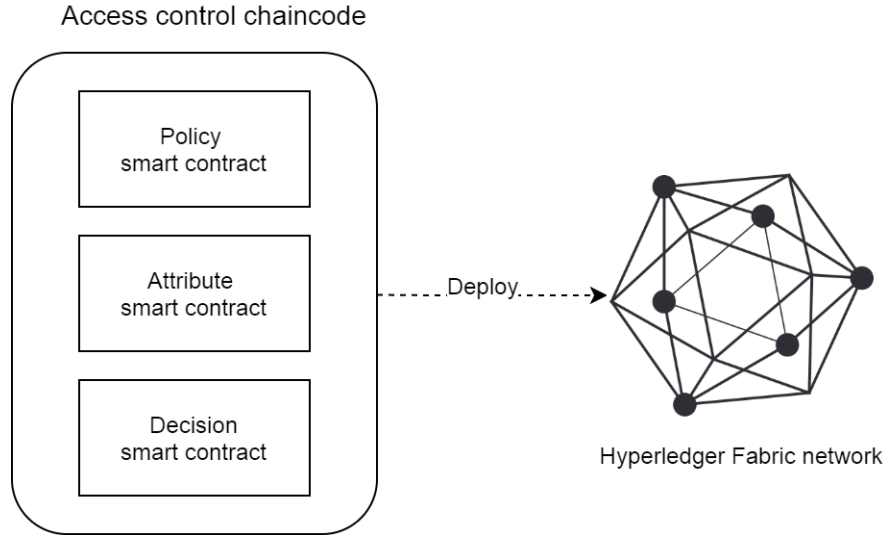 Access control chaincode
Policy
smart contract
Attribute
smart contract
Deploy
Decision
smart contract
Hyperledger Fabric network